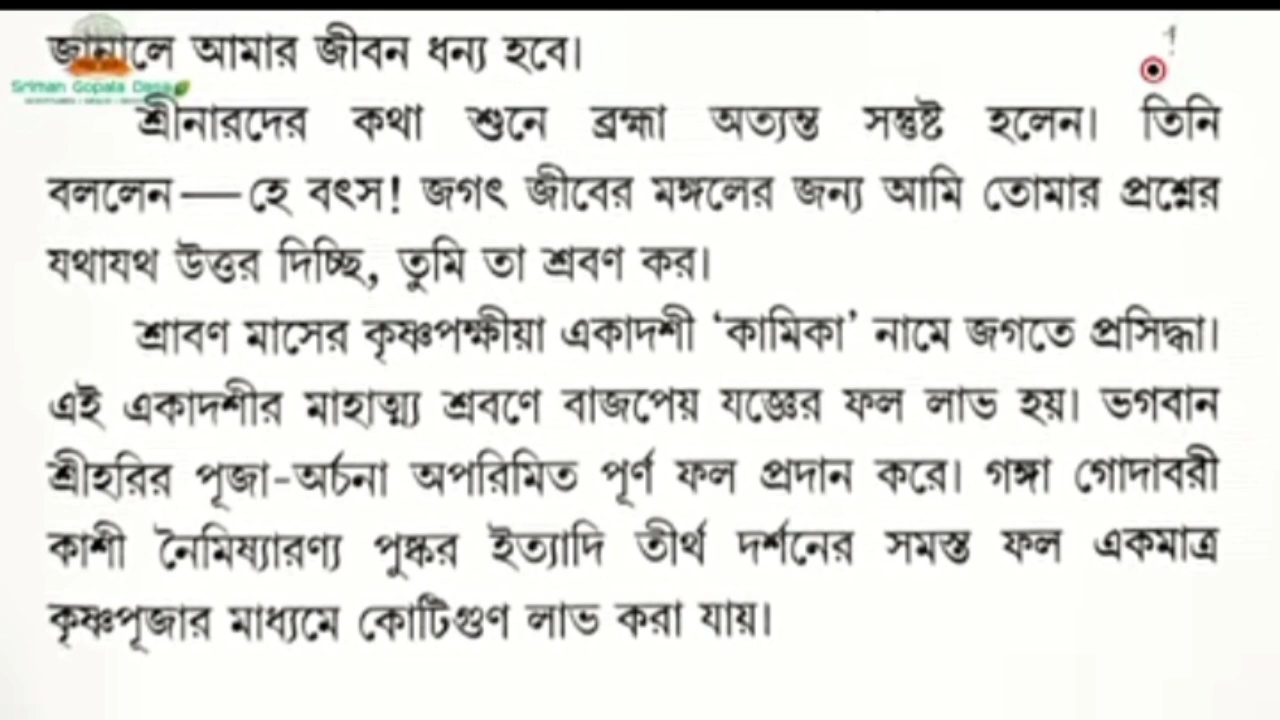 জানালে আমার জীবন ধন্য হবে।
Sriman Gopala Dasa
শ্রীনারদের কথা শুনে ব্রহ্মা অত্যন্ত সন্তুষ্ট হলেন। তিনি
বললেন—হে বৎস! জগৎ জীবের মঙ্গলের জন্য আমি তোমার প্রশ্নের
যথাযথ উত্তর দিচ্ছি, তুমি তা শ্রবণ কর।
শ্রাবণ মাসের কৃষ্ণপক্ষীয়া একাদশী ‘কামিকা’ নামে জগতে প্রসিদ্ধা।
এই একাদশীর মাহাত্ম্য শ্রবণে বাজপেয় যজ্ঞের ফল লাভ হয়। ভগবান
শ্রীহরির পূজা-অর্চনা অপরিমিত পূর্ণ ফল প্রদান করে। গঙ্গা গোদাবরী
কাশী নৈমিষ্যারণ্য পুষ্কর ইত্যাদি তীর্থ দর্শনের সমস্ত ফল একমাত্র
কৃষ্ণপূজার মাধ্যমে কোটিগুণ লাভ করা যায়।